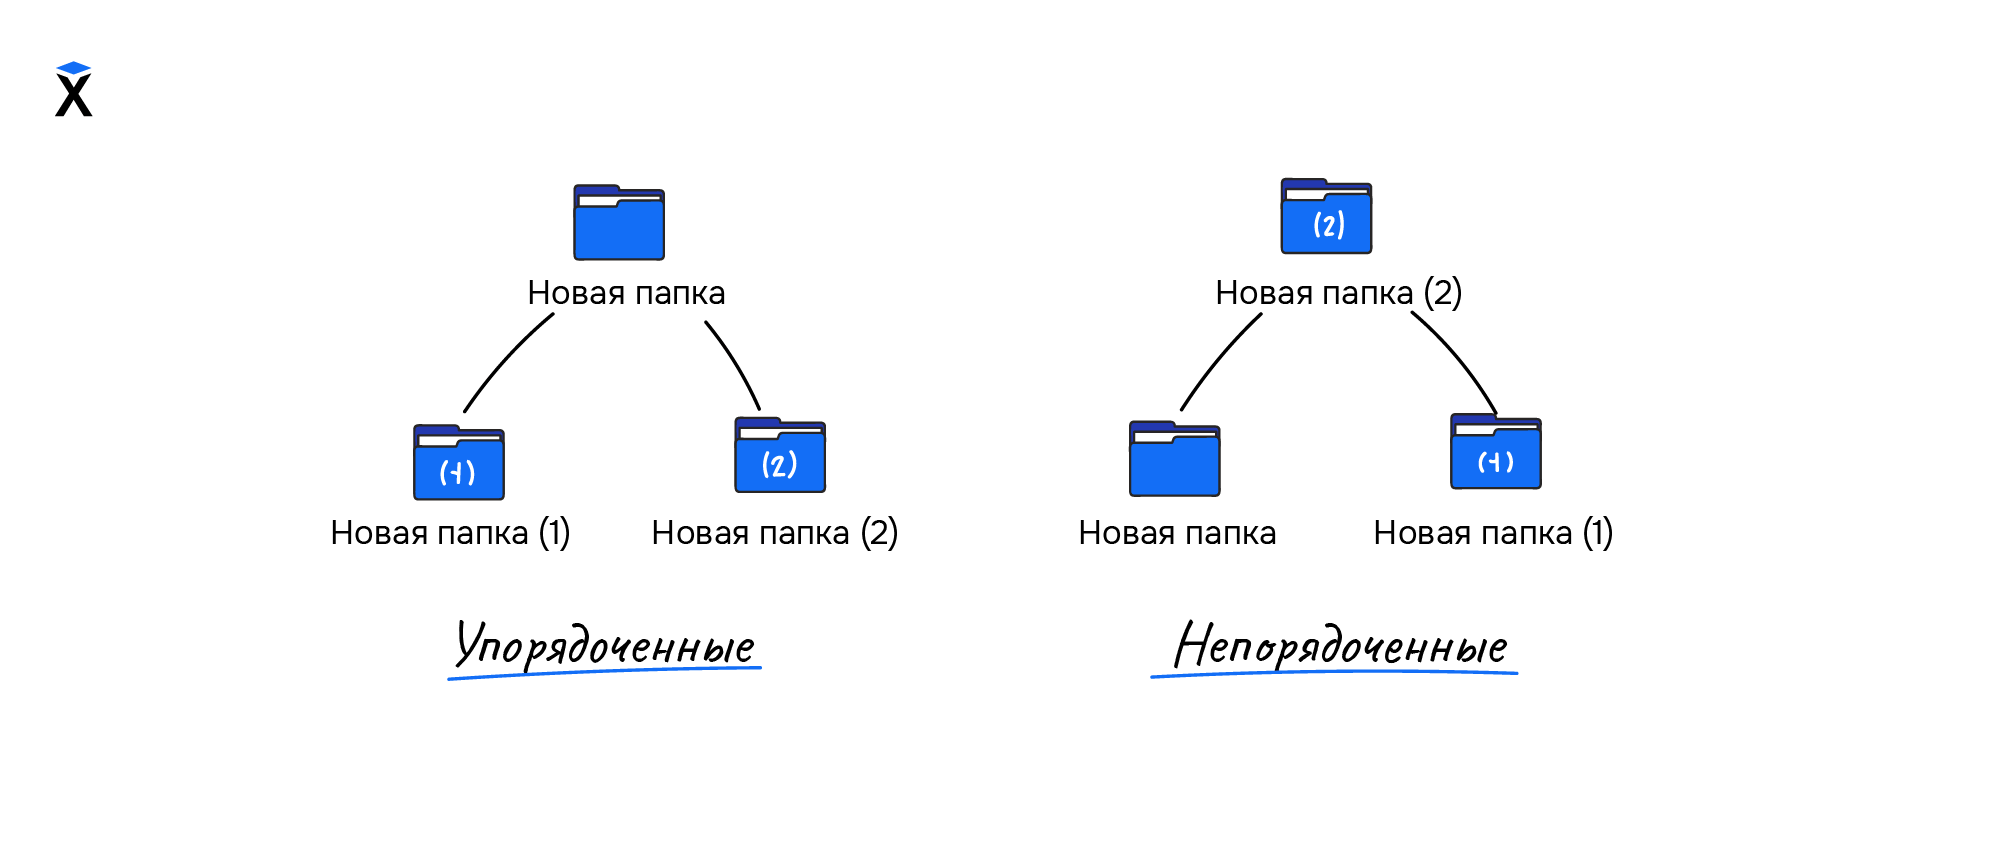 X
(2)
Новая папка
Новая папка (2)
(1)
(2)
(1)
Новая папка (1)
Новая папка (2)
Новая папка
Новая папка (1)
Упорядоченные
Непорядоченные